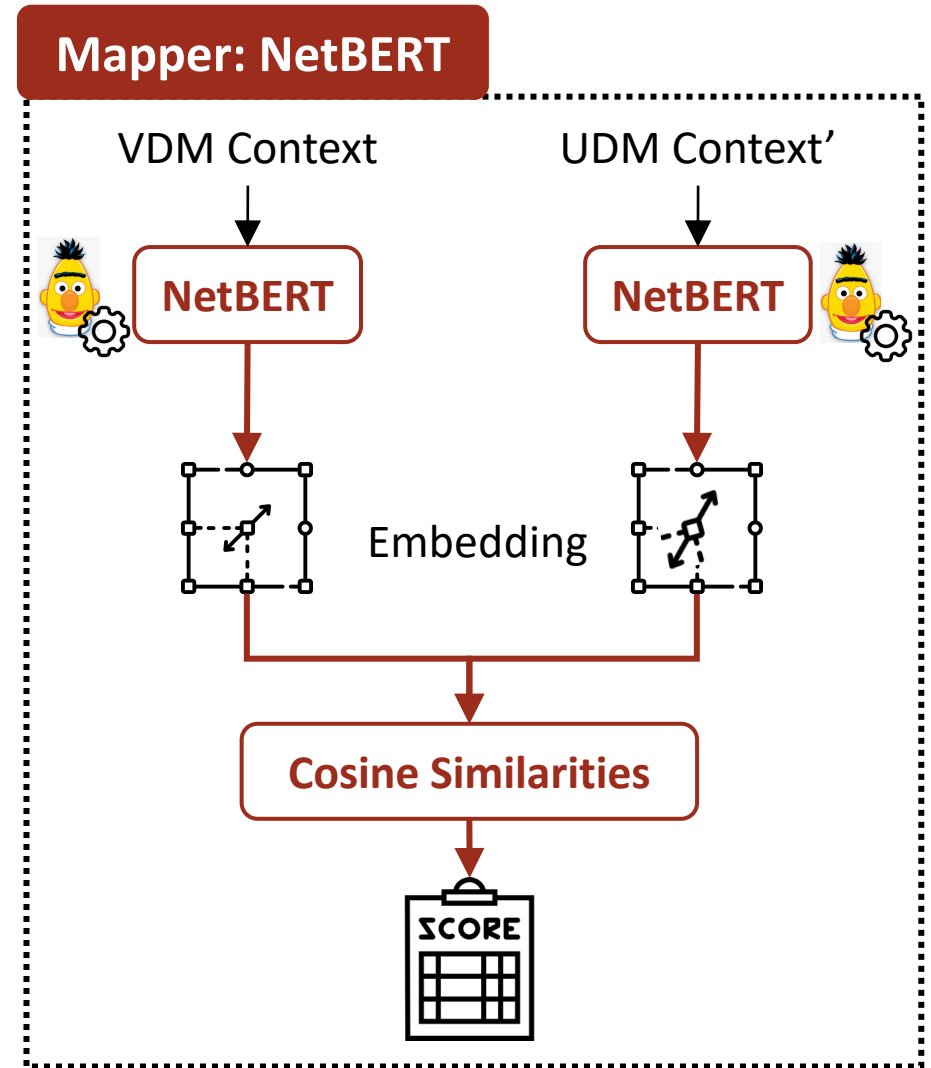 Mapper: NetBERT
VDM Context
UDM Context’
NetBERT
NetBERT
Embedding
Cosine Similarities
SCORE